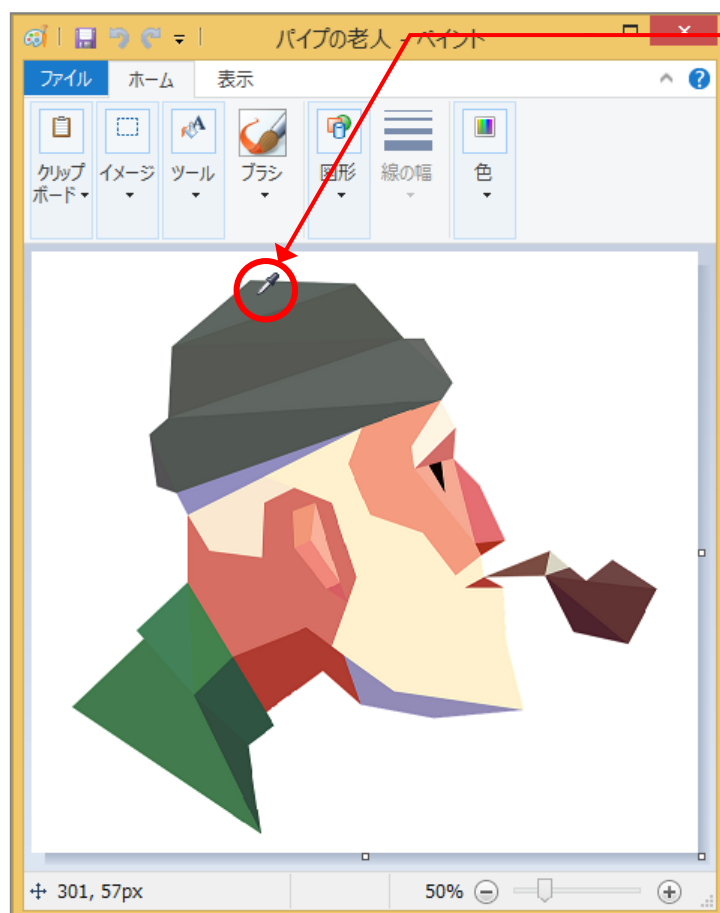 パイプの老人 - ペイント
ファイル ホーム 表示
クリップ
ボード
イメージ
ツール
ブラシ
図形
線の幅
色
301, 57px
50%